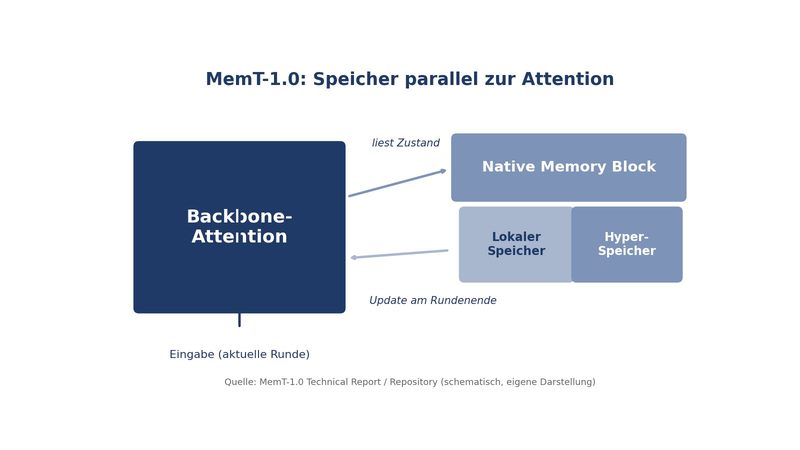 MemT-1.0: Speicher parallel zur Attention
liest Zustand
Native Memory Block
Backbone-
Attention
Lokaler
Speicher
Hyper-
Speicher
Update am Rundenende
Eingabe (aktuelle Runde)
Quelle: MemT-1.0 Technical Report / Repository (schematisch, eigene Darstellung)